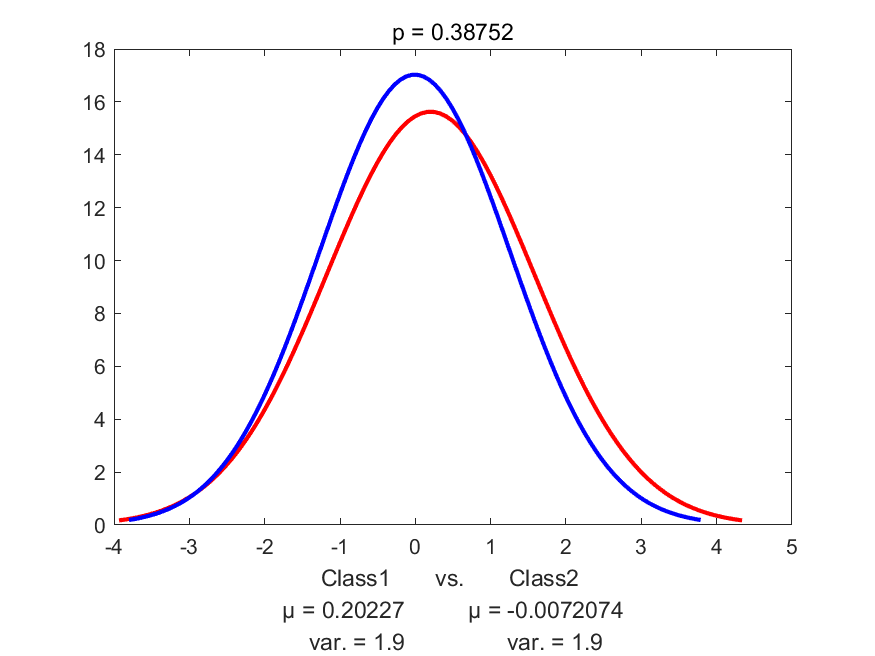 p = 0.38752
18
16
14
12
10
8
6
4
2
0
-4 -3 -2 -1 0 1 2 3 4 5
Class1 vs. Class2
μ = 0.20227 μ = -0.0072074
var. = 1.9 var. = 1.9